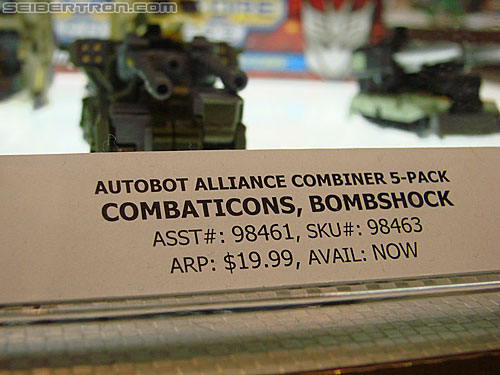 SEIBERTRON.COM
AUTOBOT ALLIANCE COMBINER 5-PACK
COMBATICONS, BOMBSHOCK
ASST#: 98461, SKU#: 98463
ARP: $19.99, AVAIL: NOW